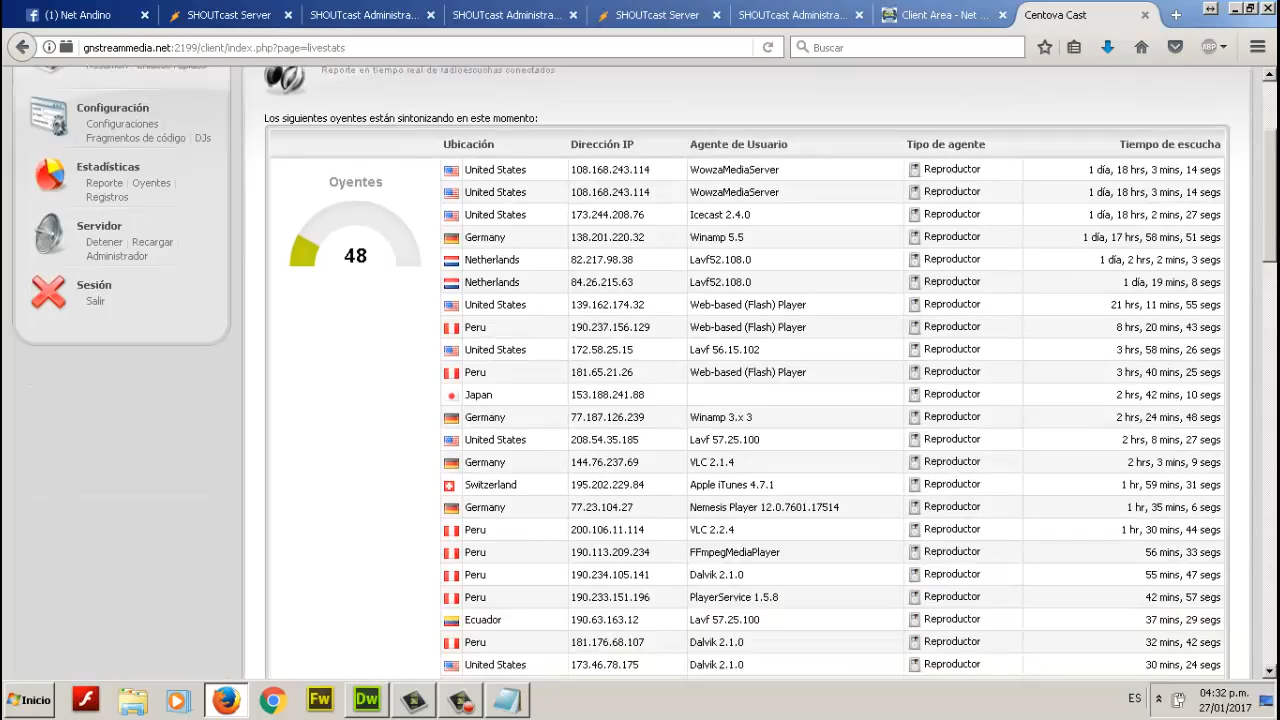 (1) Net Andino
SHOUTcast Server
SHOUTcast Administra...
SHOUTcast Administra...
SHOUTcast Server
SHOUTcast Administra...
Client Area - Net ...
Centova Cast
gnstreammedia.net:2199/client/index.php?page=livestats
Buscar
ABP
Reporte en tiempo real de radioescuchas conectados
Configuración
Configuraciones
Fragmentos de código DJs
Estadísticas
Reporte Oyentes
Registros
Servidor
Detener Recargar
Administrador
Sesión
Salir
Los siguientes oyentes están sintonizando en este momento:
Oyentes
48
Ubicación Dirección IP Agente de Usuario Tipo de agente Tiempo de escucha
United States 108.168.243.114 WowzaMediaServer Reproductor 1 día, 18 hrs, 3 mins, 14 segs
United States 108.168.243.114 WowzaMediaServer Reproductor 1 día, 18 hrs, 3 mins, 14 segs
United States 173.244.208.76 Icecast 2.4.0 Reproductor 1 día, 18 hrs, 2 mins, 27 segs
Germany 138.201.220.32 Winamp 5.5 Reproductor 1 día, 17 hrs, 58 mins, 51 segs
Netherlands 82.217.98.38 Lavf52.108.0 Reproductor 1 día, 2 hrs, 2 mins, 3 segs
Netherlands 84.26.215.63 Lavf52.108.0 Reproductor 1 día, 19 mins, 8 segs
United States 139.162.174.32 Web-based (Flash) Player Reproductor 21 hrs, 11 mins, 55 segs
Peru 190.237.156.129 Web-based (Flash) Player Reproductor 8 hrs, 20 mins, 43 segs
United States 172.58.25.15 Lavf 56.15.102 Reproductor 3 hrs, 58 mins, 26 segs
Peru 181.65.21.26 Web-based (Flash) Player Reproductor 3 hrs, 40 mins, 25 segs
Japan 153.188.241.88 Reproductor 2 hrs, 42 mins, 10 segs
Germany 77.187.126.239 Winamp 3.x 3 Reproductor 2 hrs, 24 mins, 48 segs
United States 208.54.35.185 Lavf 57.25.100 Reproductor 2 hrs, 8 mins, 27 segs
Germany 144.76.237.69 VLC 2.1.4 Reproductor 2 hrs, 3 mins, 9 segs
Switzerland 195.202.229.84 Apple iTunes 4.7.1 Reproductor 1 hr, 59 mins, 31 segs
Germany 77.23.104.27 Nemesis Player 12.0.7601.17514 Reproductor 1 hr, 35 mins, 6 segs
Peru 200.106.11.114 VLC 2.2.4 Reproductor 1 hr, 30 mins, 44 segs
Peru 190.113.209.234 FFmpegMediaPlayer Reproductor 56 mins, 33 segs
Peru 190.234.105.141 Dalvik 2.1.0 Reproductor 55 mins, 47 segs
Peru 190.233.151.196 PlayerService 1.5.8 Reproductor 42 mins, 57 segs
Ecuador 190.63.163.12 Lavf 57.25.100 Reproductor 37 mins, 29 segs
Peru 181.176.68.107 Dalvik 2.1.0 Reproductor 32 mins, 42 segs
United States 173.46.78.175 Dalvik 2.1.0 Reproductor 30 mins, 24 segs
Inicio
Fw
Dw
ES
04:32 p.m.
27/01/2017